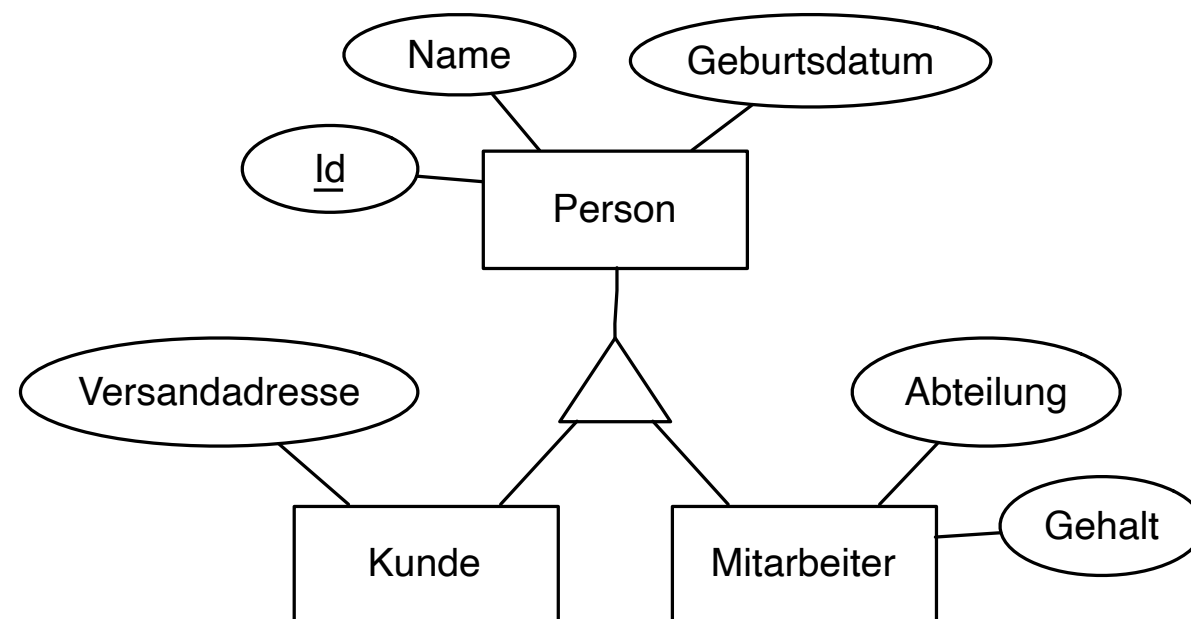 Name
Geburtsdatum
Id
Person
Versandadresse
Abteilung
Gehalt
Kunde
Mitarbeiter